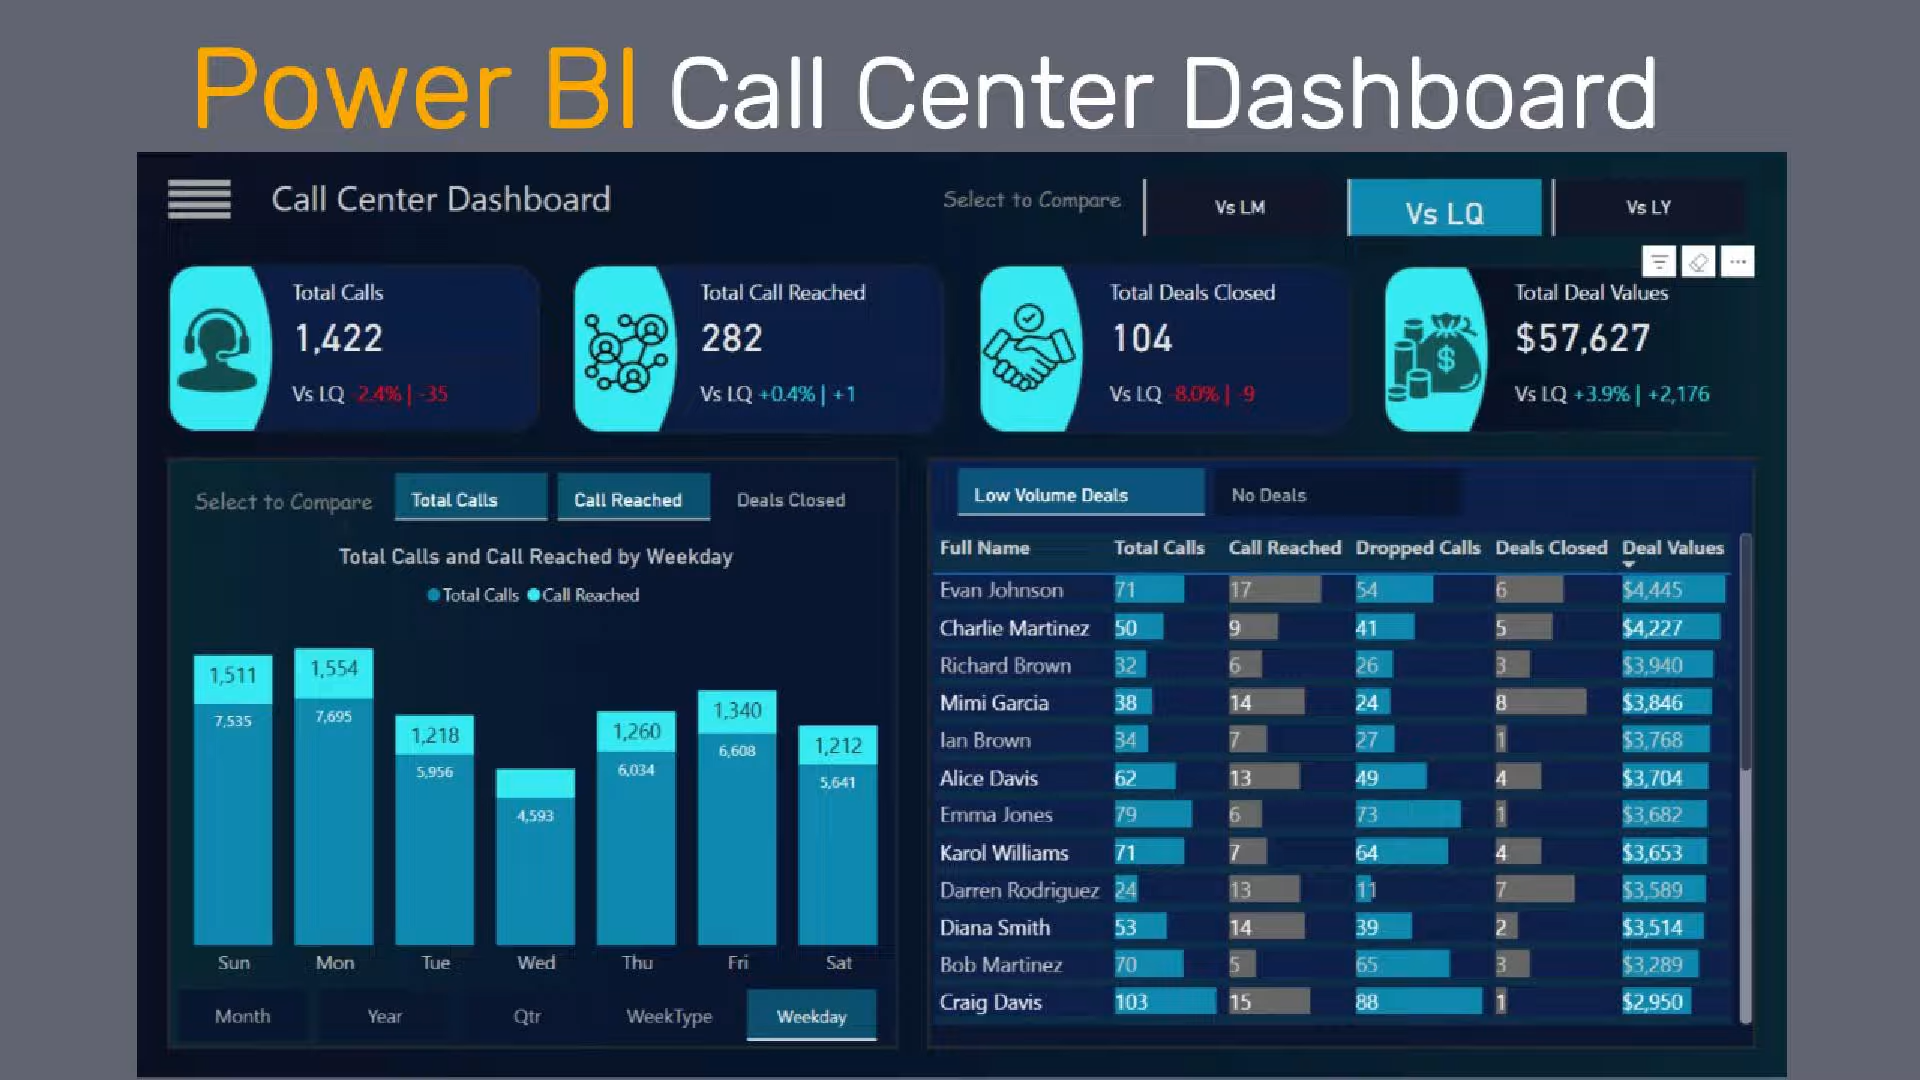 Power BI Call Center Dashboard
Call Center Dashboard
Select to Compare
Vs LM
Vs LQ
Vs LY
Total Calls
1,422
Vs LQ -2.4% | -35
Total Call Reached
282
Vs LQ +0.4% | +1
Total Deals Closed
104
Vs LQ -8.0% | -9
Total Deal Values
$57,627
Vs LQ +3.9% | +2,176
Select to Compare
Total Calls
Call Reached
Deals Closed
Total Calls and Call Reached by Weekday
Total Calls Call Reached
1,511
1,554
1,218
1,260
1,340
1,212
7,535
7,695
5,956
4,593
6,034
6,608
5,641
Sun Mon Tue Wed Thu Fri Sat
Month Year Qtr WeekType Weekday
Low Volume Deals
No Deals
Full Name Total Calls Call Reached Dropped Calls Deals Closed Deal Values
Evan Johnson 71 17 54 6 $4,445
Charlie Martinez 50 9 41 5 $4,227
Richard Brown 32 6 26 3 $3,940
Mimi Garcia 38 14 24 8 $3,846
Ian Brown 34 7 27 1 $3,768
Alice Davis 62 13 49 4 $3,704
Emma Jones 79 6 73 1 $3,682
Karol Williams 71 7 64 4 $3,653
Darren Rodriguez 24 13 11 7 $3,589
Diana Smith 53 14 39 2 $3,514
Bob Martinez 70 5 65 3 $3,289
Craig Davis 103 15 88 1 $2,950